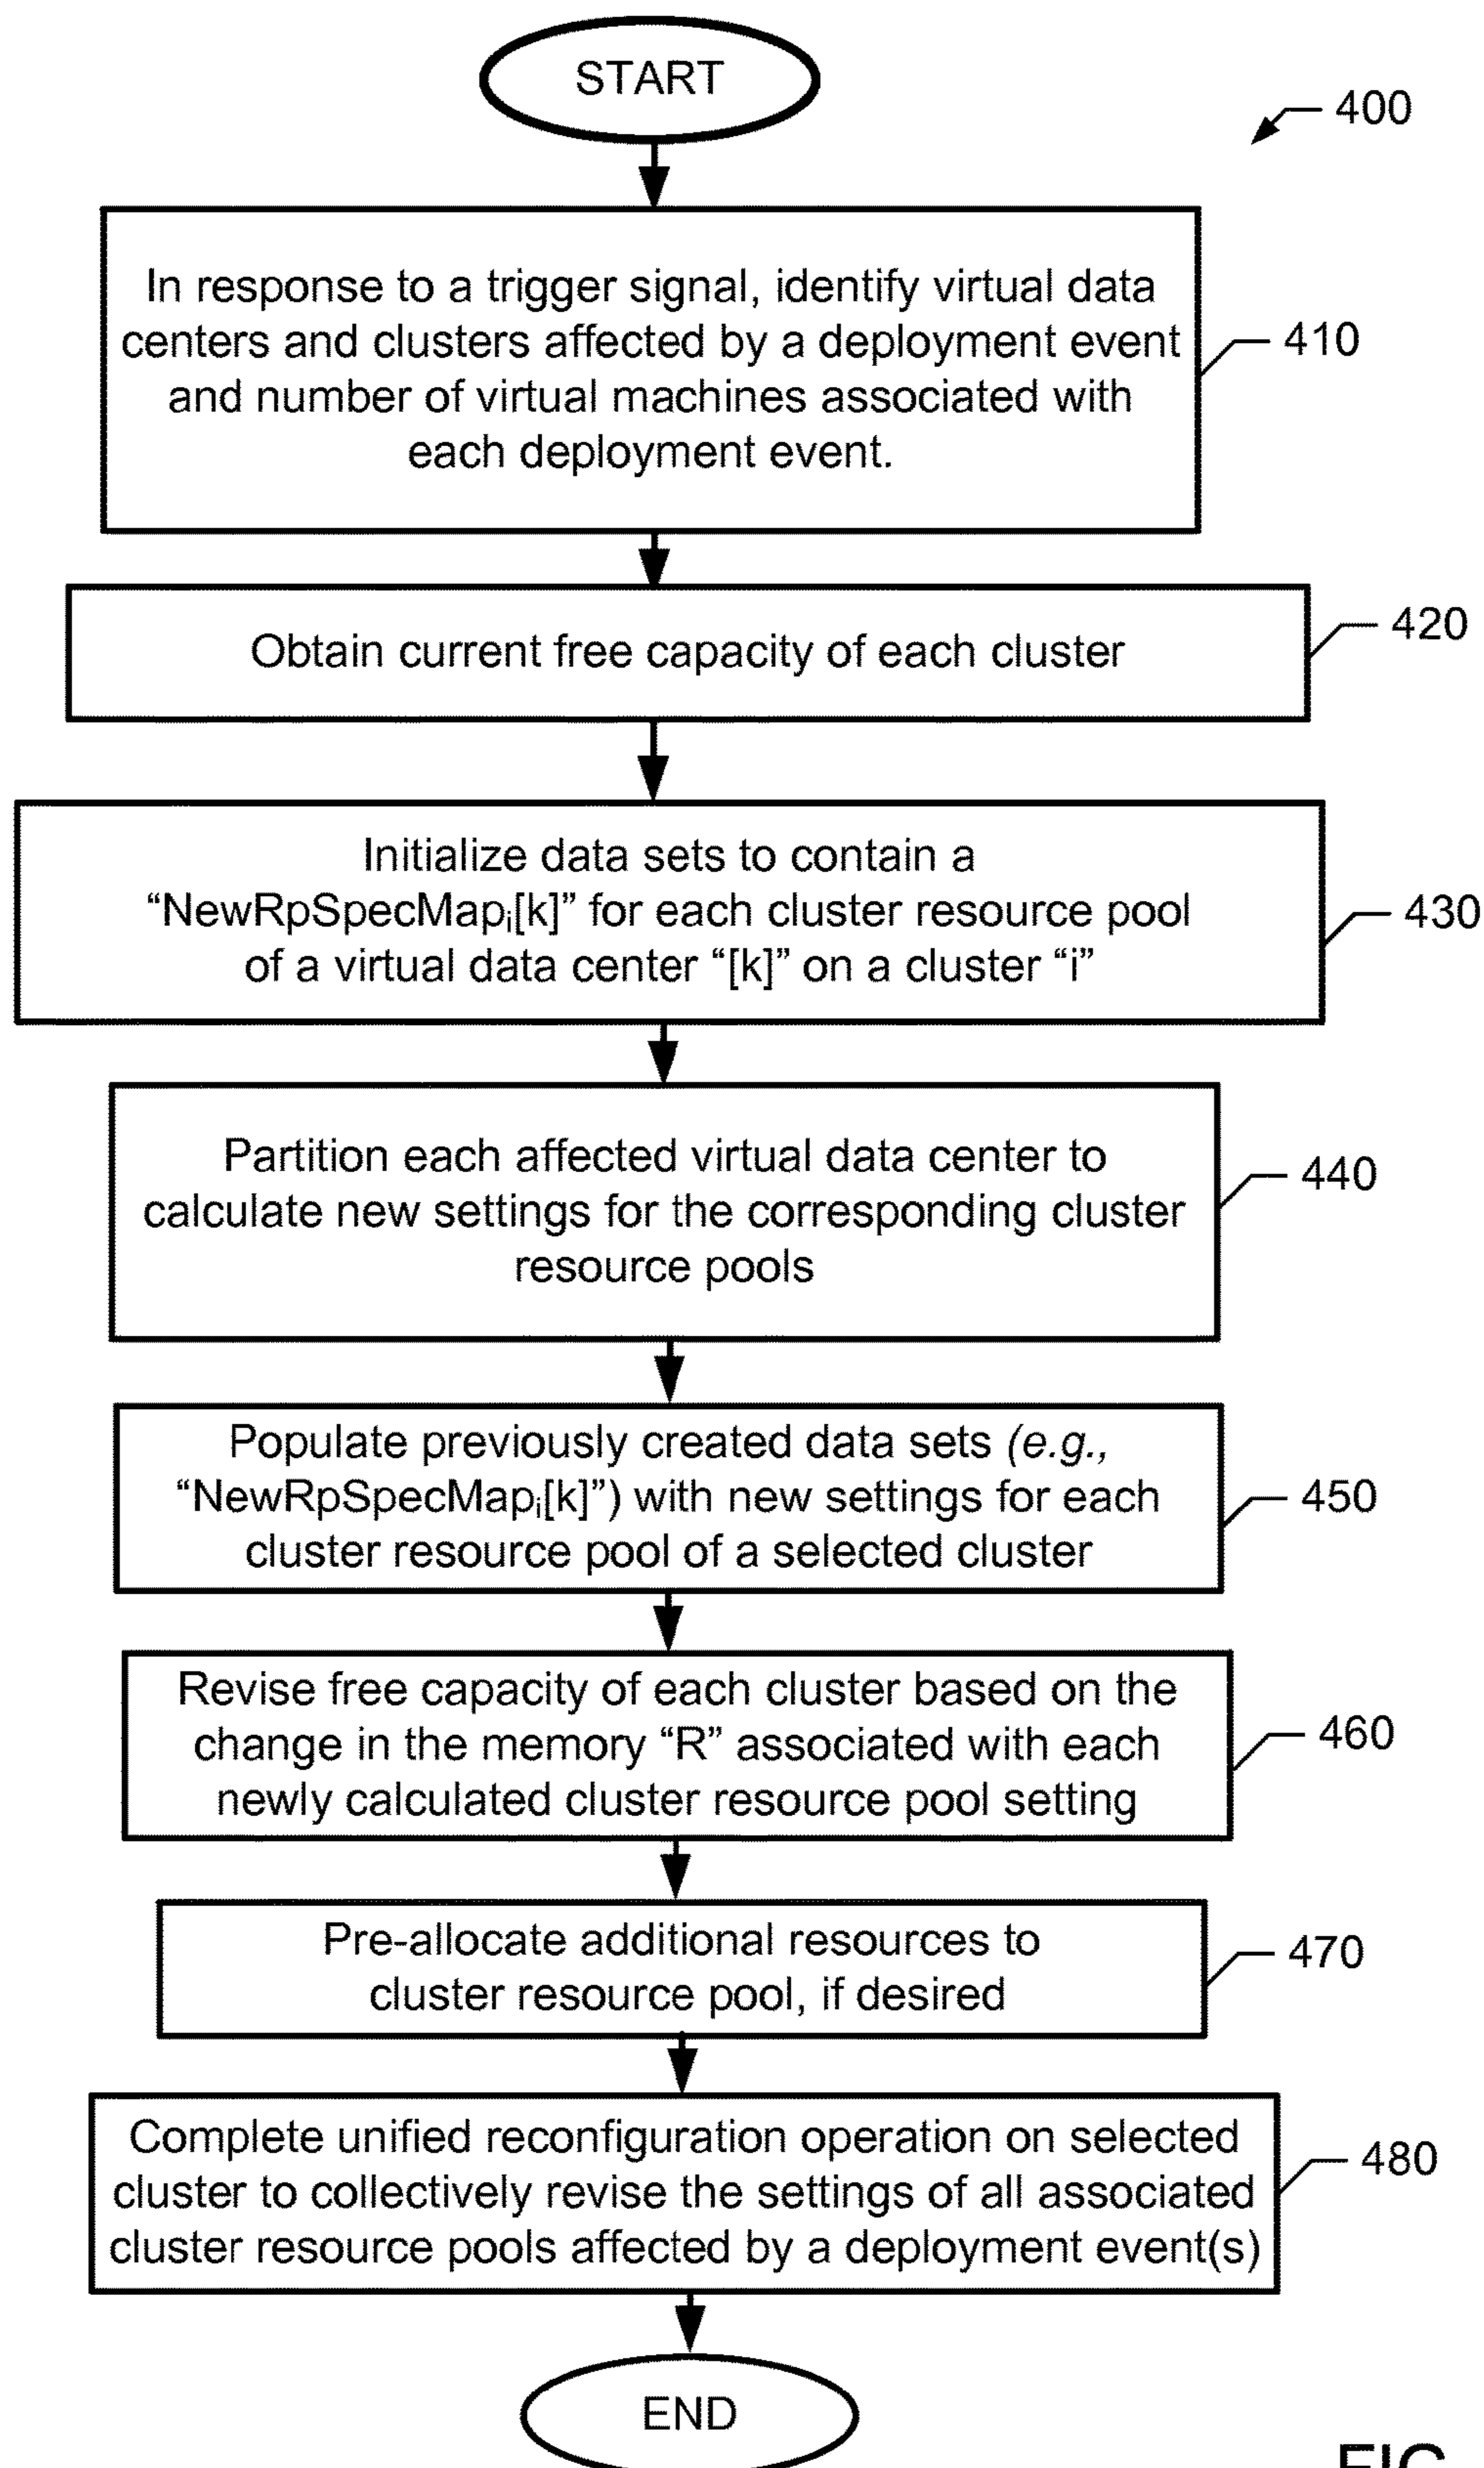 START
400
In response to a trigger signal, identify virtual data
centers and clusters affected by a deployment event
and number of virtual machines associated with
each deployment event.
410
Obtain current free capacity of each cluster
420
Initialize data sets to contain a
“NewRpSpecMapᵢ[k]” for each cluster resource pool
of a virtual data center “[k]” on a cluster “i”
430
Partition each affected virtual data center to
calculate new settings for the corresponding cluster
resource pools
440
Populate previously created data sets (e.g.,
“NewRpSpecMapᵢ[k]”) with new settings for each
cluster resource pool of a selected cluster
450
Revise free capacity of each cluster based on the
change in the memory “R” associated with each
newly calculated cluster resource pool setting
460
Pre-allocate additional resources to
cluster resource pool, if desired
470
Complete unified reconfiguration operation on selected
cluster to collectively revise the settings of all associated
cluster resource pools affected by a deployment event(s)
480
END